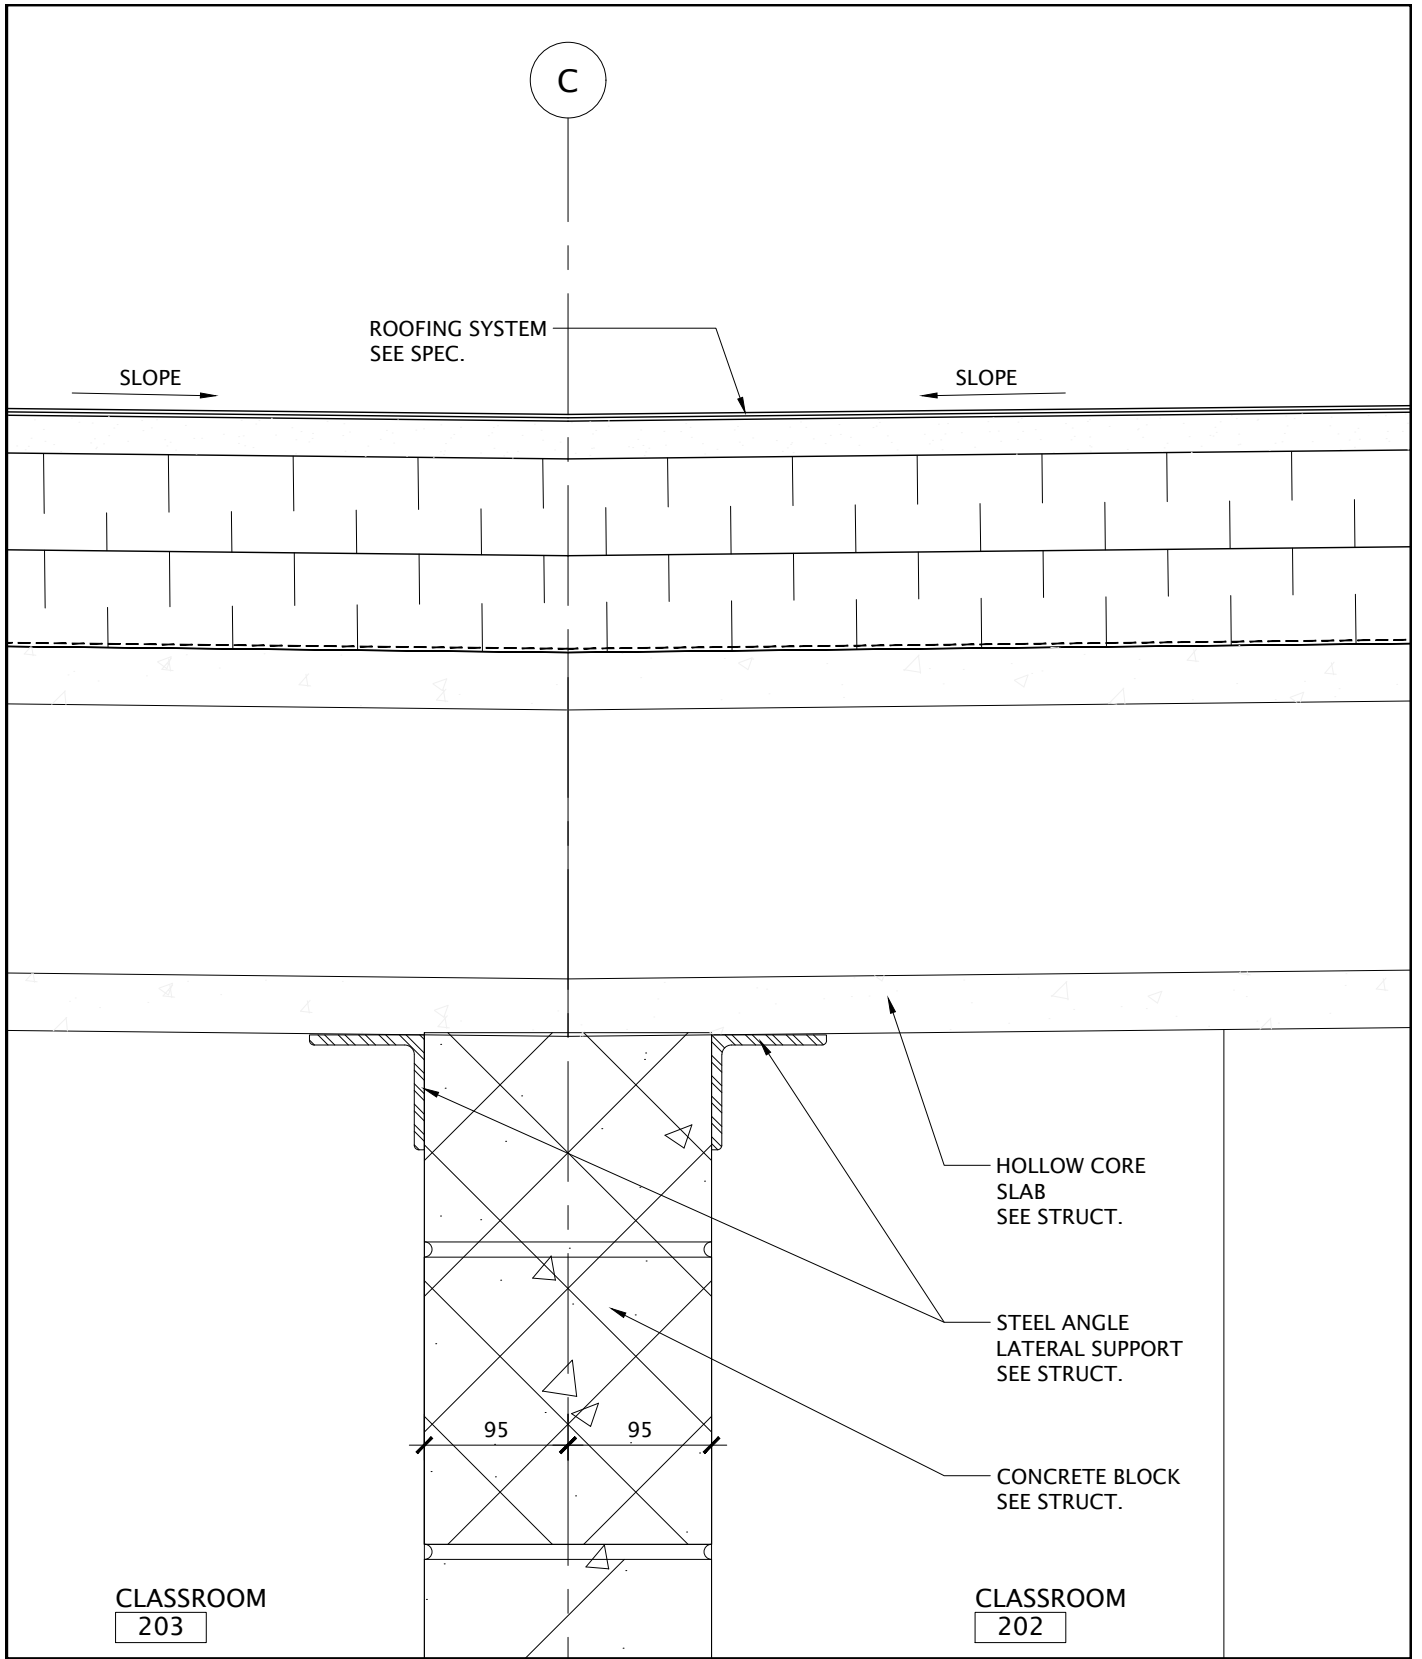 C
ROOFING SYSTEM
SEE SPEC.
SLOPE
SLOPE
HOLLOW CORE
SLAB
SEE STRUCT.
STEEL ANGLE
LATERAL SUPPORT
SEE STRUCT.
95
95
CONCRETE BLOCK
SEE STRUCT.
CLASSROOM
203
CLASSROOM
202